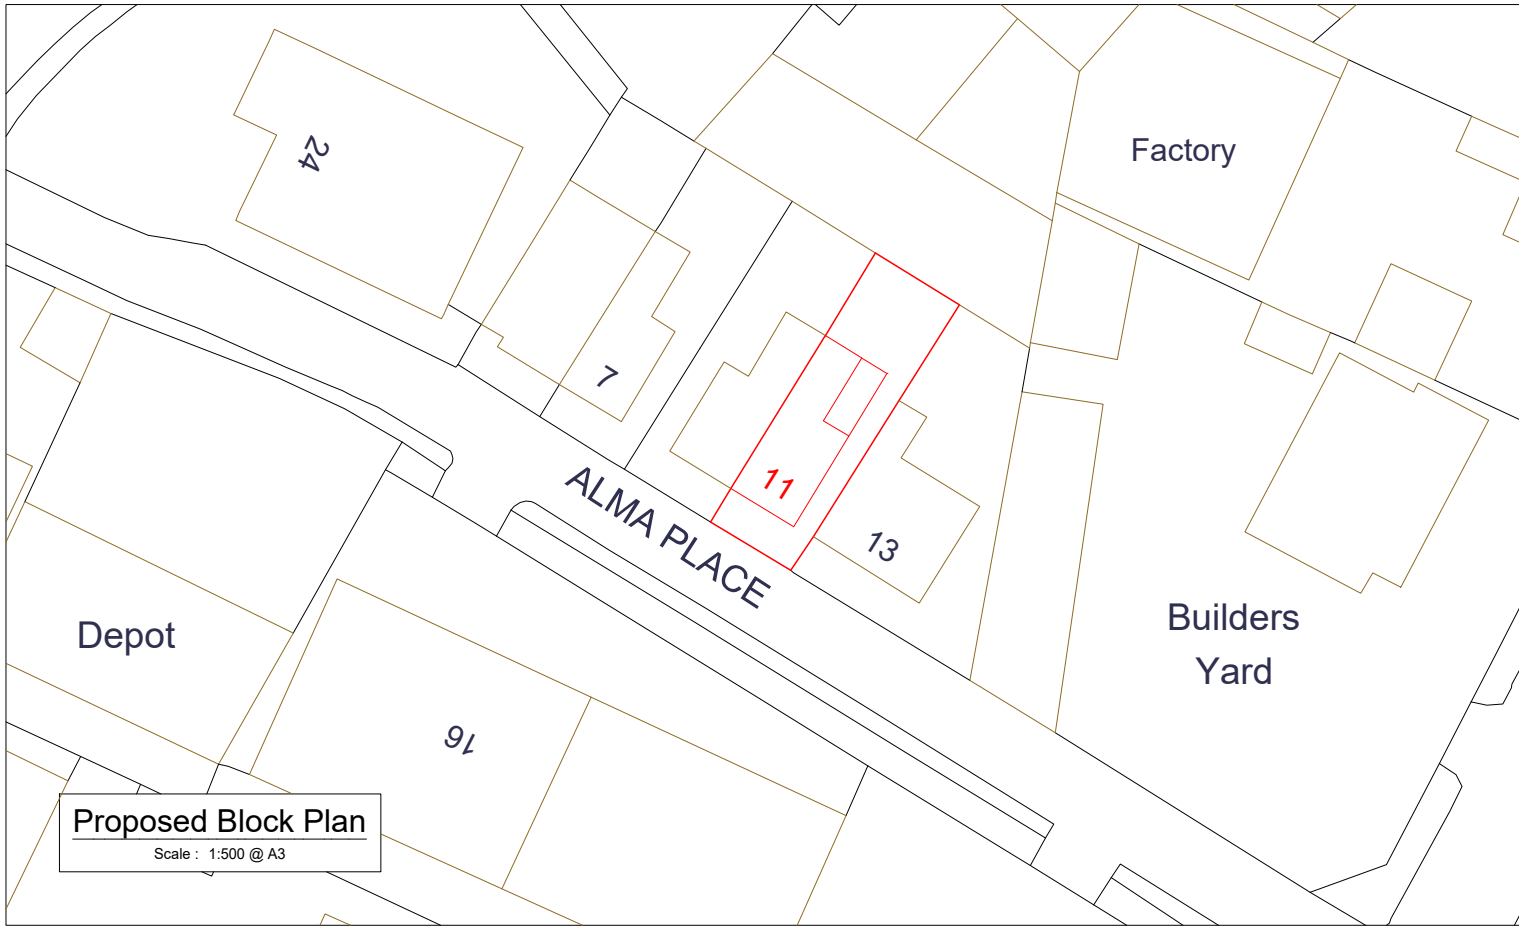 24
Factory
7
11
ALMA PLACE
13
Builders
Yard
Depot
16
Proposed Block Plan
Scale : 1:500 @ A3